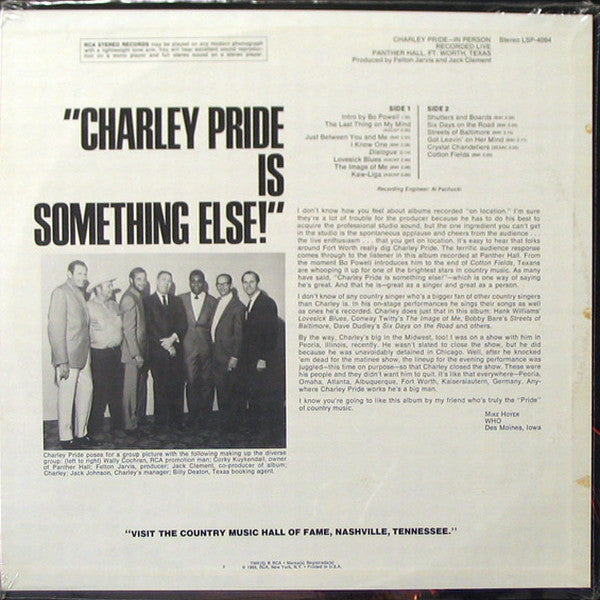 RCA STEREO RECORDS may be played on any modern phonograph
with a lightweight tone arm. You will hear excellent sound reproduc-
tion on a mono player and full stereo sound on a stereo player.
CHARLEY PRIDE—IN PERSON
RECORDED LIVE
PANTHER HALL, FT. WORTH, TEXAS
Produced by Felton Jarvis and Jack Clement
Stereo LSP-4094
"CHARLEY PRIDE
IS
SOMETHING ELSE!"
SIDE 1
Intro by Bo Powell
The Last Thing on My Mind
Just Between You and Me
I Know One
Dialogue
Lovesick Blues
The Image of Me
Kaw-Liga
SIDE 2
Shutters and Boards
Six Days on the Road
Streets of Baltimore
Got Leavin' on Her Mind
Crystal Chandeliers
Cotton Fields
Recording Engineer: Al Pachucki
I don't know how you feel about albums recorded "on location." I'm sure
they're a lot of trouble for the producer because he has to do his best to
acquire the professional studio sound, but the one ingredient you can't get
in the studio is the spontaneous applause and cheers from the audience . . .
the live enthusiasm . . . that you get on location. It's easy to hear that folks
around Fort Worth really dig Charley Pride. The terrific audience response
comes through to the listener in this album recorded at Panther Hall. From
the moment Bo Powell introduces him to the end of Cotton Fields, Texans
are whooping it up for one of the brightest stars in country music. As many
have said, "Charley Pride is something else!"—which is one way of saying
he's great. And that he is—great as a singer and great as a person.
I don't know of any country singer who's a bigger fan of other country singers
than Charley is. In his on-stage performances he sings their songs as well
as ones he's recorded. Charley does just that in this album: Hank Williams'
Lovesick Blues, Conway Twitty's The Image of Me, Bobby Bare's Streets of
Baltimore, Dave Dudley's Six Days on the Road and others.
By the way, Charley's big in the Midwest, too! I was on a show with him in
Peoria, Illinois, recently. He wasn't slated to close the show, but he did
because he was unavoidably detained in Chicago. Well, after he knocked
'em dead for the matinee show, the lineup for the evening performance was
juggled—this time on purpose—so that Charley closed the show. These were
his people and they didn't want him to quit. It's like that everywhere—Peoria,
Omaha, Atlanta, Albuquerque, Fort Worth, Kaiserslautern, Germany. Any-
where Charley Pride works he's a big man.
I know you're going to like this album by my friend who's truly the "Pride"
of country music.
MIKE HOYER
WHO
Des Moines, Iowa
Charley Pride poses for a group picture with the following making up the diverse
group: (left to right) Wally Cochran, RCA promotion man; Corky Kuykendall, owner
of Panther Hall; Felton Jarvis, producer; Jack Clement, co-producer of album;
Charley; Jack Johnson, Charley's manager; Billy Deaton, Texas booking agent.
"VISIT THE COUNTRY MUSIC HALL OF FAME, NASHVILLE, TENNESSEE."
TMK(S) ® RCA • Marca(s) Registrada(s)
© 1968, RCA, New York, N.Y. • Printed in U.S.A.